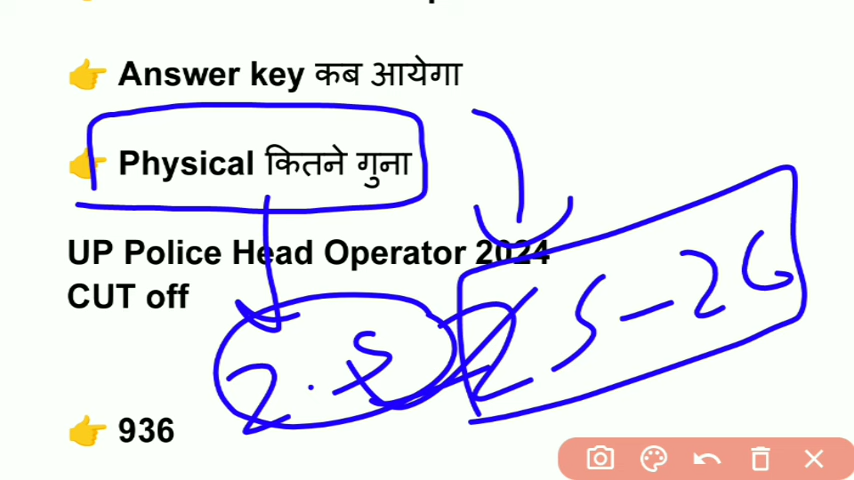 👉 Answer key कब आयेगा
👉 Physical कितने गुना
UP Police Head Operator 2024
CUT off
2.5
25-26
👉 936